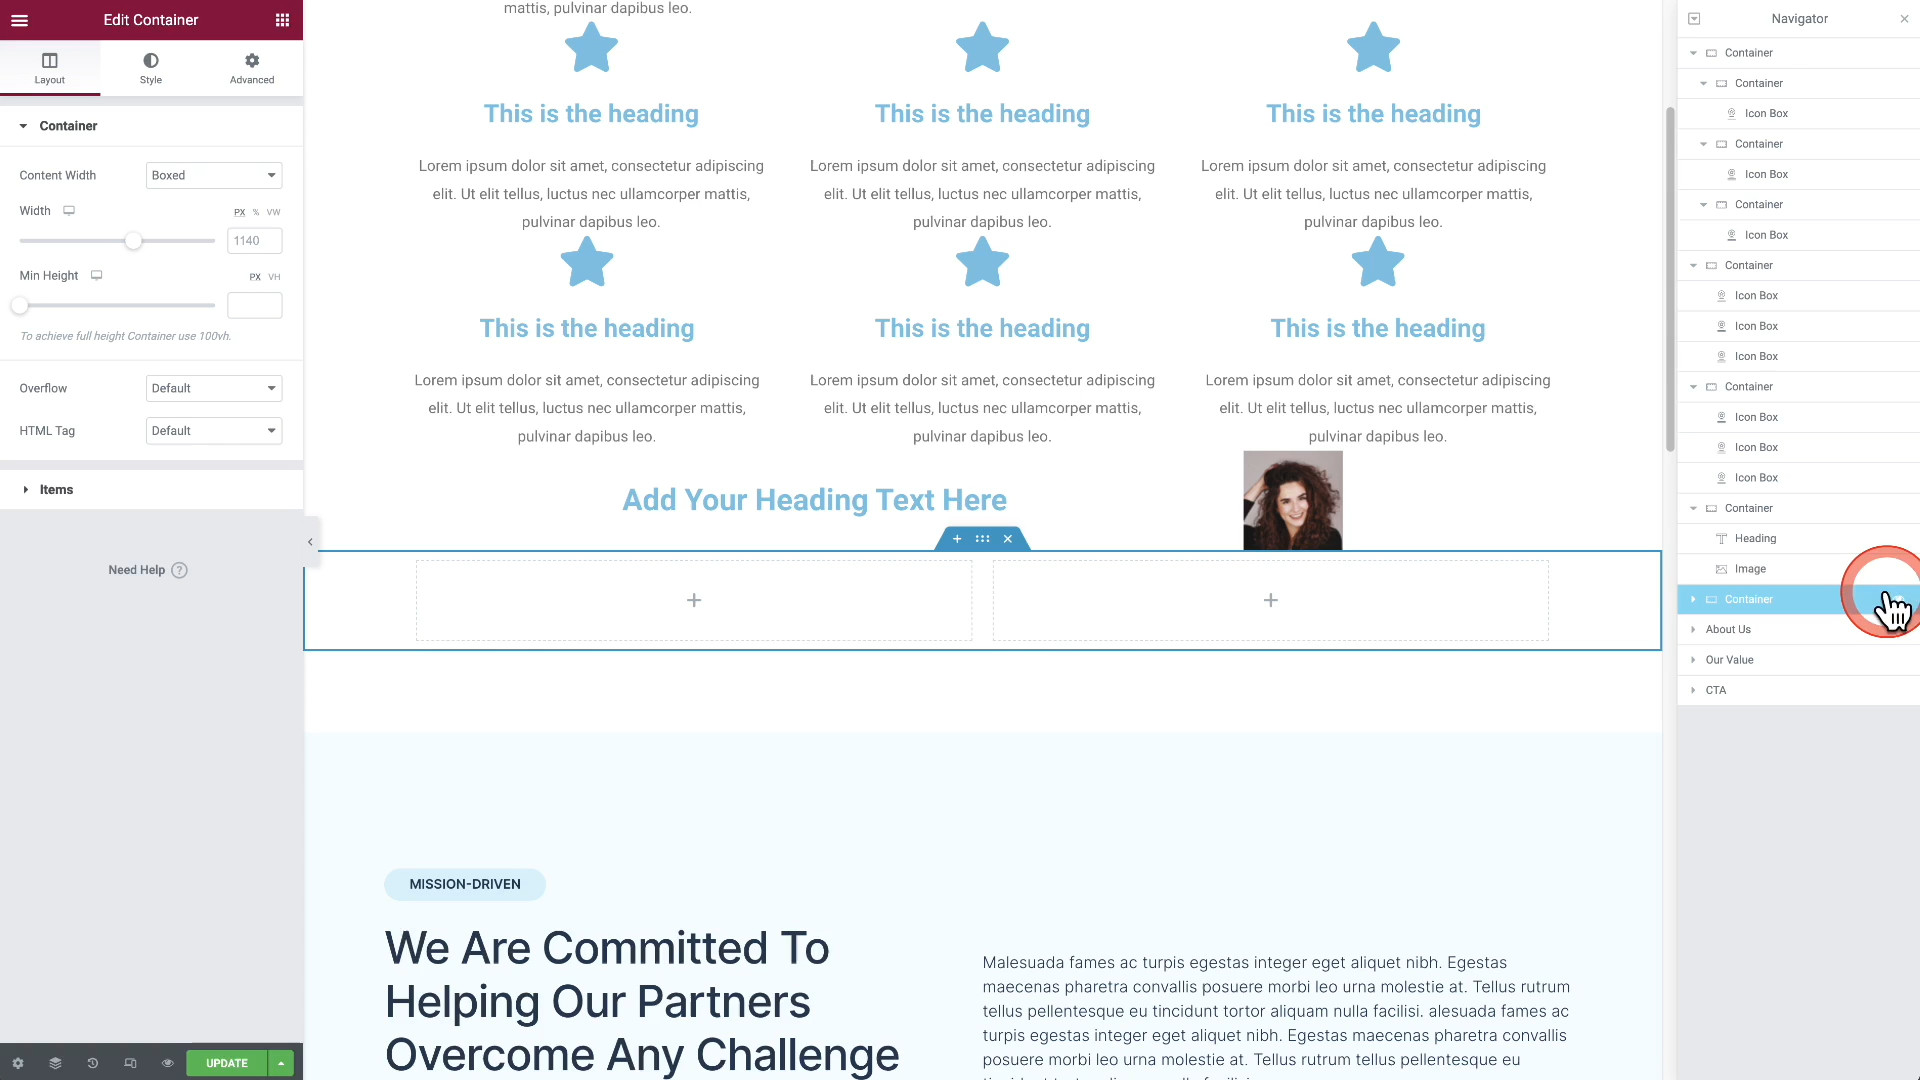 Edit Container
Layout
Style
Advanced
Container
Content Width
Boxed
Width
PX % VW
1140
Min Height
PX VH
To achieve full height Container use 100vh.
Overflow
Default
HTML Tag
Default
Items
Need Help ?
UPDATE
mattis, pulvinar dapibus leo.
This is the heading
Lorem ipsum dolor sit amet, consectetur adipiscing
elit. Ut elit tellus, luctus nec ullamcorper mattis,
pulvinar dapibus leo.
This is the heading
Lorem ipsum dolor sit amet, consectetur adipiscing
elit. Ut elit tellus, luctus nec ullamcorper mattis,
pulvinar dapibus leo.
This is the heading
Lorem ipsum dolor sit amet, consectetur adipiscing
elit. Ut elit tellus, luctus nec ullamcorper mattis,
pulvinar dapibus leo.
This is the heading
Lorem ipsum dolor sit amet, consectetur adipiscing
elit. Ut elit tellus, luctus nec ullamcorper mattis,
pulvinar dapibus leo.
This is the heading
Lorem ipsum dolor sit amet, consectetur adipiscing
elit. Ut elit tellus, luctus nec ullamcorper mattis,
pulvinar dapibus leo.
This is the heading
Lorem ipsum dolor sit amet, consectetur adipiscing
elit. Ut elit tellus, luctus nec ullamcorper mattis,
pulvinar dapibus leo.
Add Your Heading Text Here
MISSION-DRIVEN
We Are Committed To
Helping Our Partners
Overcome Any Challenge
Malesuada fames ac turpis egestas integer eget aliquet nibh. Egestas
maecenas pharetra convallis posuere morbi leo urna molestie at. Tellus rutrum
tellus pellentesque eu tincidunt tortor aliquam nulla facilisi. alesuada fames ac
turpis egestas integer eget aliquet nibh. Egestas maecenas pharetra convallis
posuere morbi leo urna molestie at. Tellus rutrum tellus pellentesque eu
Navigator
Container
Container
Icon Box
Container
Icon Box
Container
Icon Box
Container
Icon Box
Icon Box
Icon Box
Container
Icon Box
Icon Box
Icon Box
Container
Heading
Image
Container
About Us
Our Value
CTA